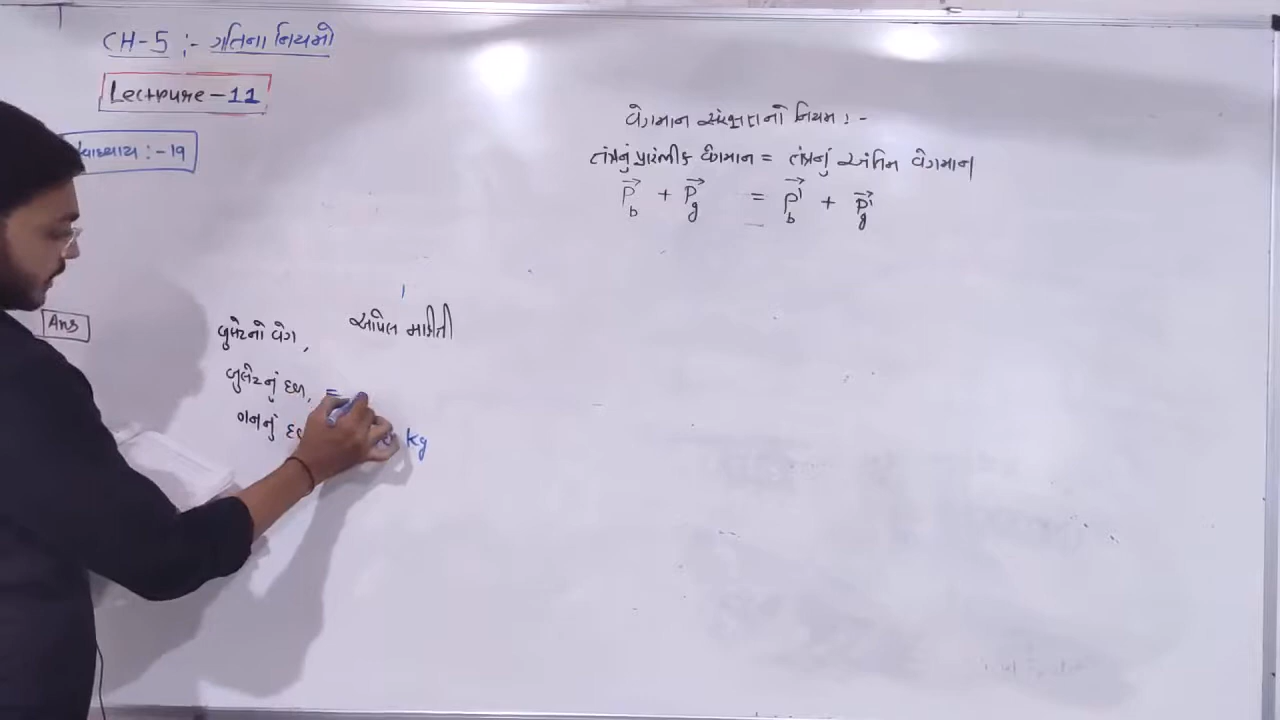 CH-5 :- ગતિના નિયમો
Lecture-11
સ્વાધ્યાય :- 19
વેગમાન સંરક્ષણનો નિયમ :-
તંત્રનું પ્રારંભીક વેગમાન = તંત્રનું અંતિમ વેગમાન
P⃗b + P⃗g = P⃗'b + P⃗'g
Ans
આપેલ માહીતી
બુલેટનો વેગ,
બુલેટનું દળ, =
ગનનું kg